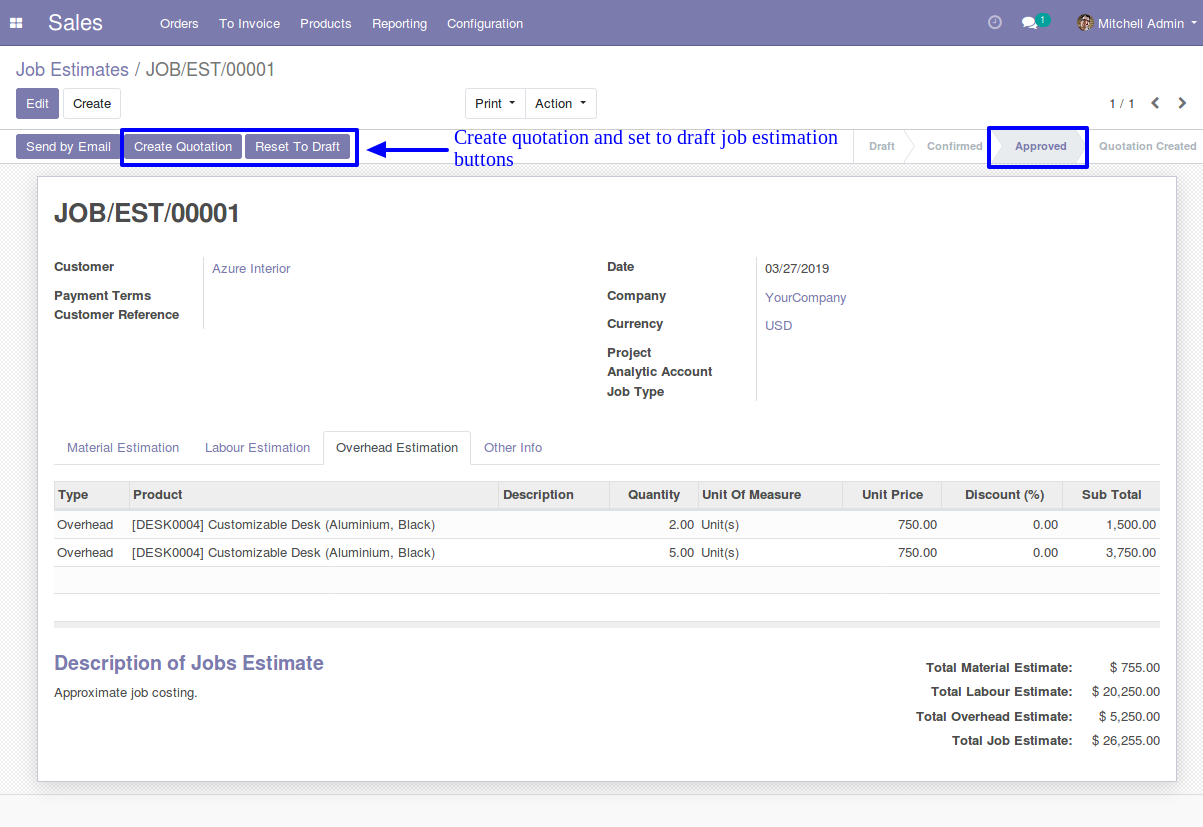 Sales Orders To Invoice Products Reporting Configuration 1 Mitchell Admin
Job Estimates / JOB/EST/00001
Edit Create Print Action 1 / 1
Send by Email Create Quotation Reset To Draft Create quotation and set to draft job estimation Draft Confirmed Approved Quotation Created
buttons
JOB/EST/00001
Customer Azure Interior Date 03/27/2019
Payment Terms Company YourCompany
Customer Reference Currency USD
Project
Analytic Account
Job Type
Material Estimation Labour Estimation Overhead Estimation Other Info
Type Product Description Quantity Unit Of Measure Unit Price Discount (%) Sub Total
Overhead [DESK0004] Customizable Desk (Aluminium, Black) 2.00 Unit(s) 750.00 0.00 1,500.00
Overhead [DESK0004] Customizable Desk (Aluminium, Black) 5.00 Unit(s) 750.00 0.00 3,750.00
Description of Jobs Estimate Total Material Estimate: $ 755.00
Approximate job costing. Total Labour Estimate: $ 20,250.00
Total Overhead Estimate: $ 5,250.00
Total Job Estimate: $ 26,255.00